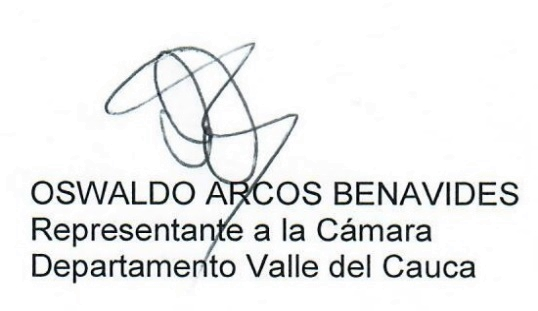 OSWALDO ARCOS BENAVIDES
Representante a la Cámara
Departamento Valle del Cauca